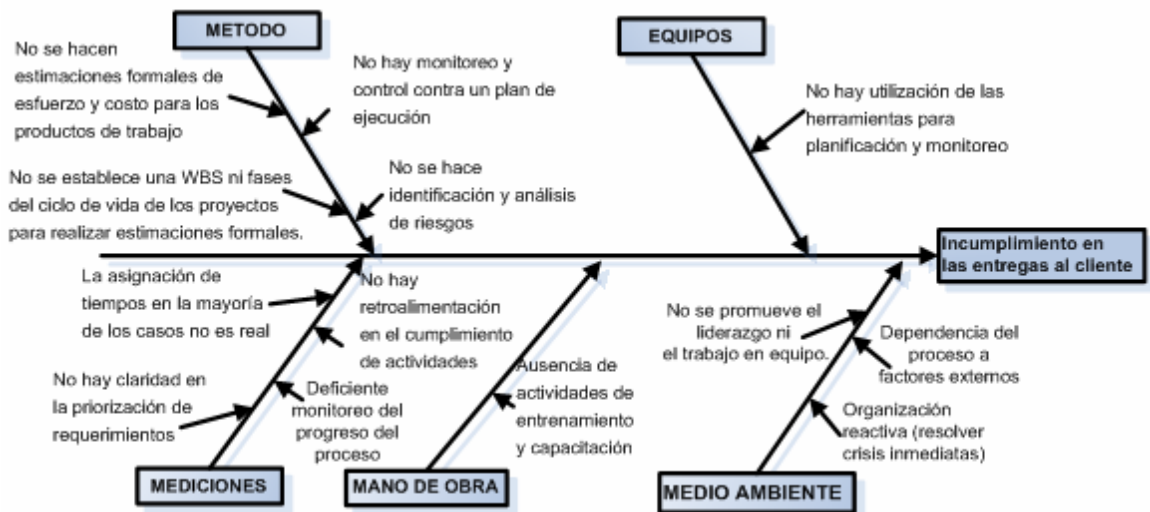 METODO
No se hacen
estimaciones formales de
esfuerzo y costo para los
productos de trabajo
No hay monitoreo y
control contra un plan de
ejecución
No se establece una WBS ni fases
del ciclo de vida de los proyectos
para realizar estimaciones formales.
No se hace
identificación y análisis
de riesgos
EQUIPOS
No hay utilización de las
herramientas para
planificación y monitoreo
Incumplimiento en
las entregas al cliente
La asignación de
tiempos en la mayoría
de los casos no es real
No hay
retroalimentación
en el cumplimiento
de actividades
No hay claridad en
la priorización de
requerimientos
Deficiente
monitoreo del
progreso del
proceso
MEDICIONES
Ausencia de
actividades de
entrenamiento
y capacitación
MANO DE OBRA
No se promueve el
liderazgo ni
el trabajo en equipo.
Dependencia del
proceso a
factores externos
Organización
reactiva (resolver
crisis inmediatas)
MEDIO AMBIENTE